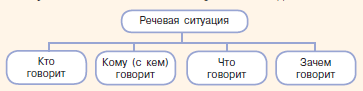 Речевая ситуация
Кто
говорит
Кому (с кем)
говорит
Что
говорит
Зачем
говорит